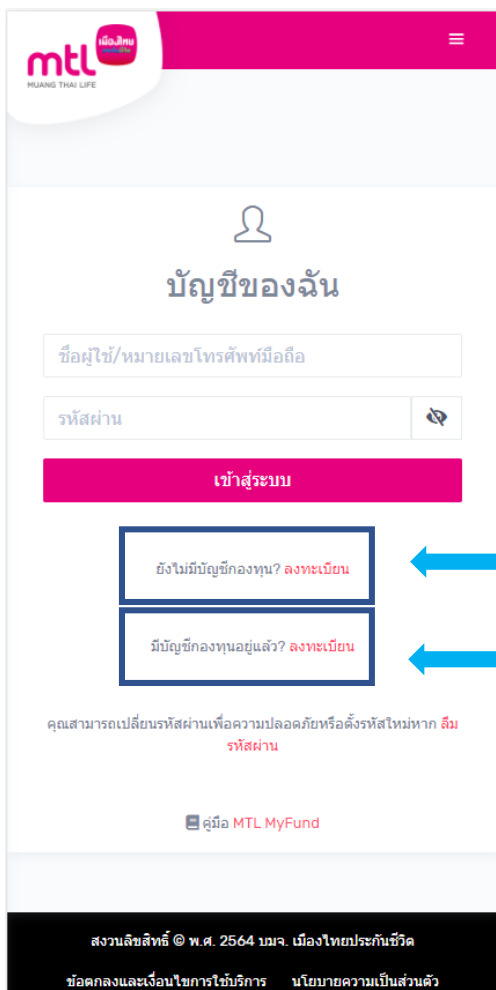 เมืองไทย
mtl
MUANG THAI LIFE
บัญชีของฉัน
ชื่อผู้ใช้/หมายเลขโทรศัพท์มือถือ
รหัสผ่าน
เข้าสู่ระบบ
ยังไม่มีบัญชีกองทุน? ลงทะเบียน
มีบัญชีกองทุนอยู่แล้ว? ลงทะเบียน
คุณสามารถเปลี่ยนรหัสผ่านเพื่อความปลอดภัยหรือตั้งรหัสใหม่หาก ลืม
รหัสผ่าน
คู่มือ MTL MyFund
สงวนลิขสิทธิ์ © พ.ศ. 2564 บมจ. เมืองไทยประกันชีวิต
ข้อตกลงและเงื่อนไขการใช้บริการ นโยบายความเป็นส่วนตัว